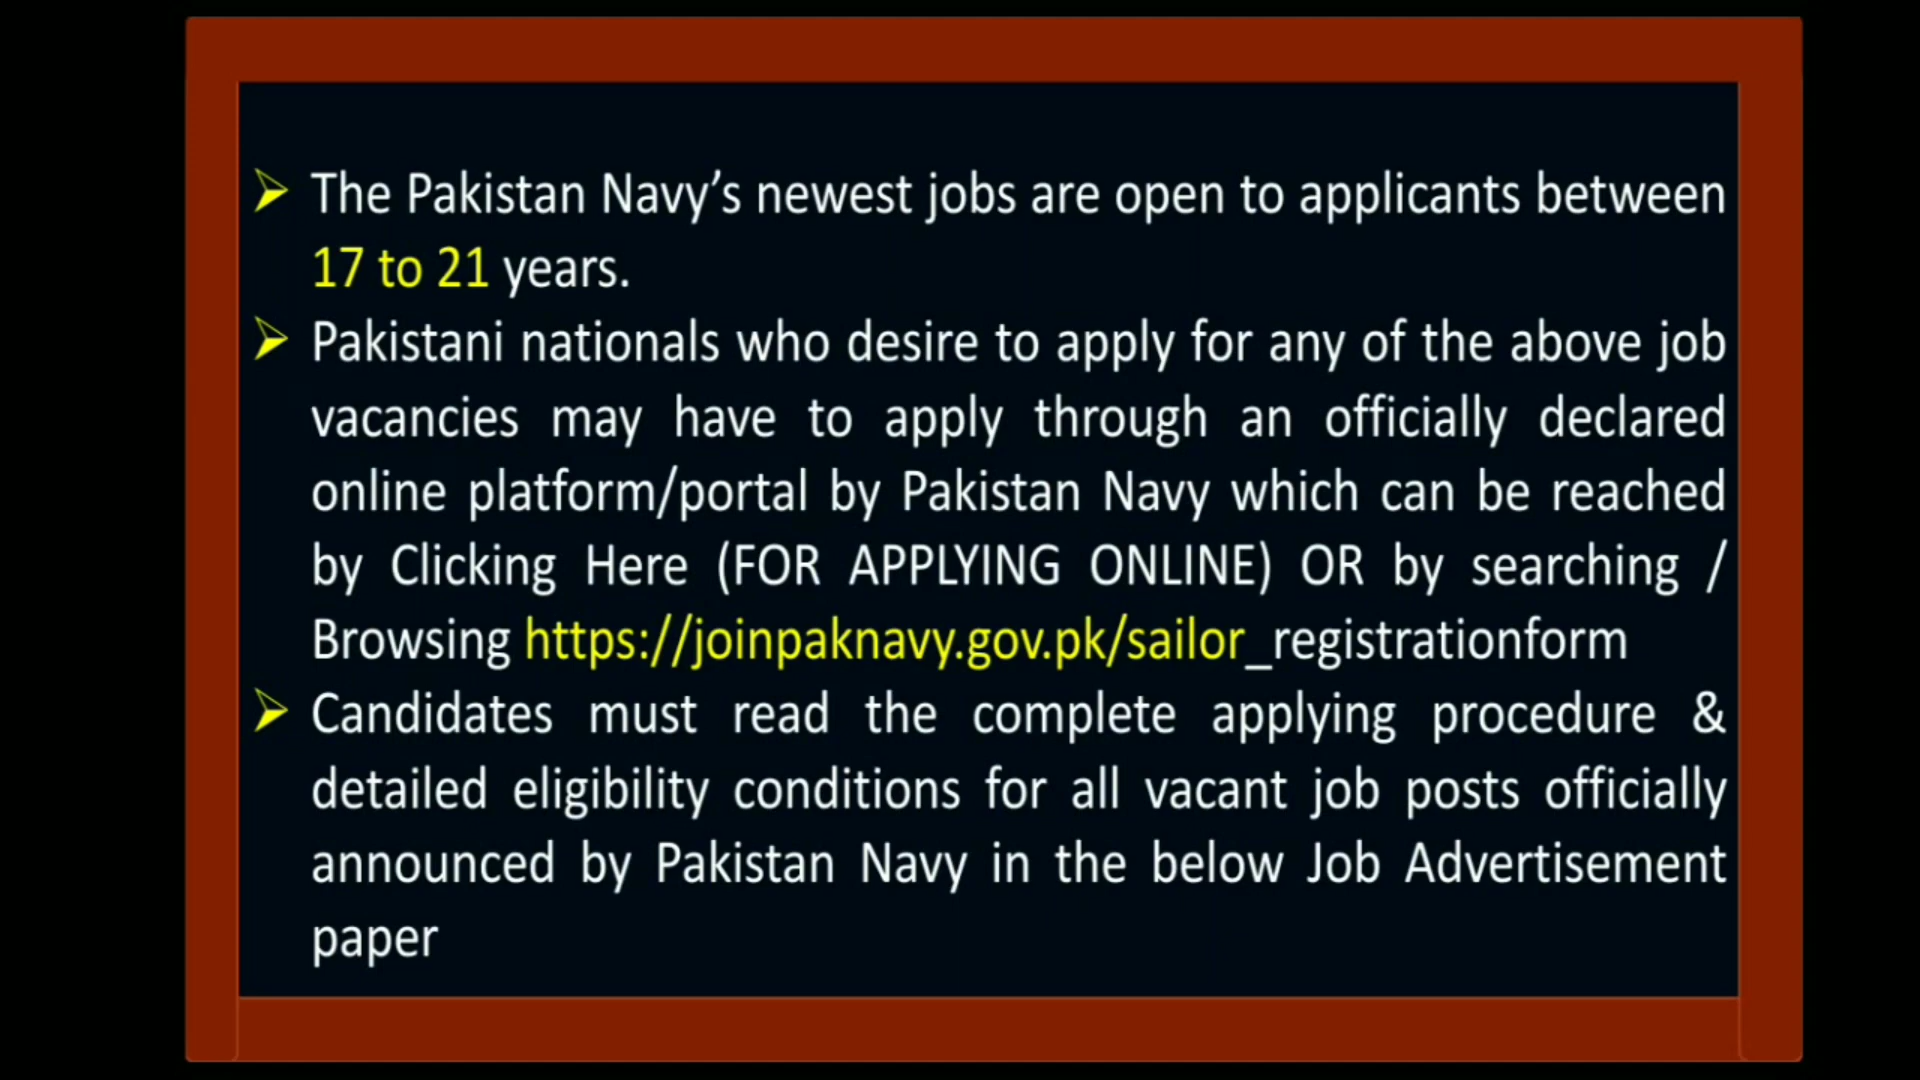 The Pakistan Navy’s newest jobs are open to applicants between
17 to 21 years.
Pakistani nationals who desire to apply for any of the above job
vacancies may have to apply through an officially declared
online platform/portal by Pakistan Navy which can be reached
by Clicking Here (FOR APPLYING ONLINE) OR by searching /
Browsing https://joinpaknavy.gov.pk/sailor_registrationform
Candidates must read the complete applying procedure &
detailed eligibility conditions for all vacant job posts officially
announced by Pakistan Navy in the below Job Advertisement
paper